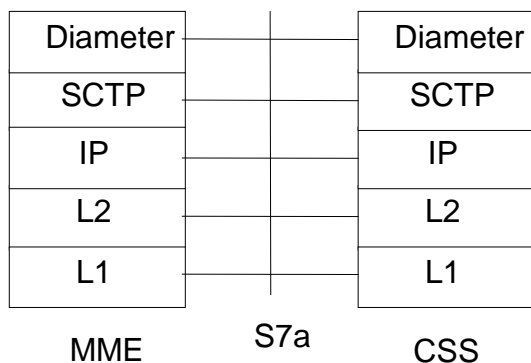 Diameter Diameter
SCTP SCTP
IP IP
L2 L2
L1 L1
MME S7a CSS